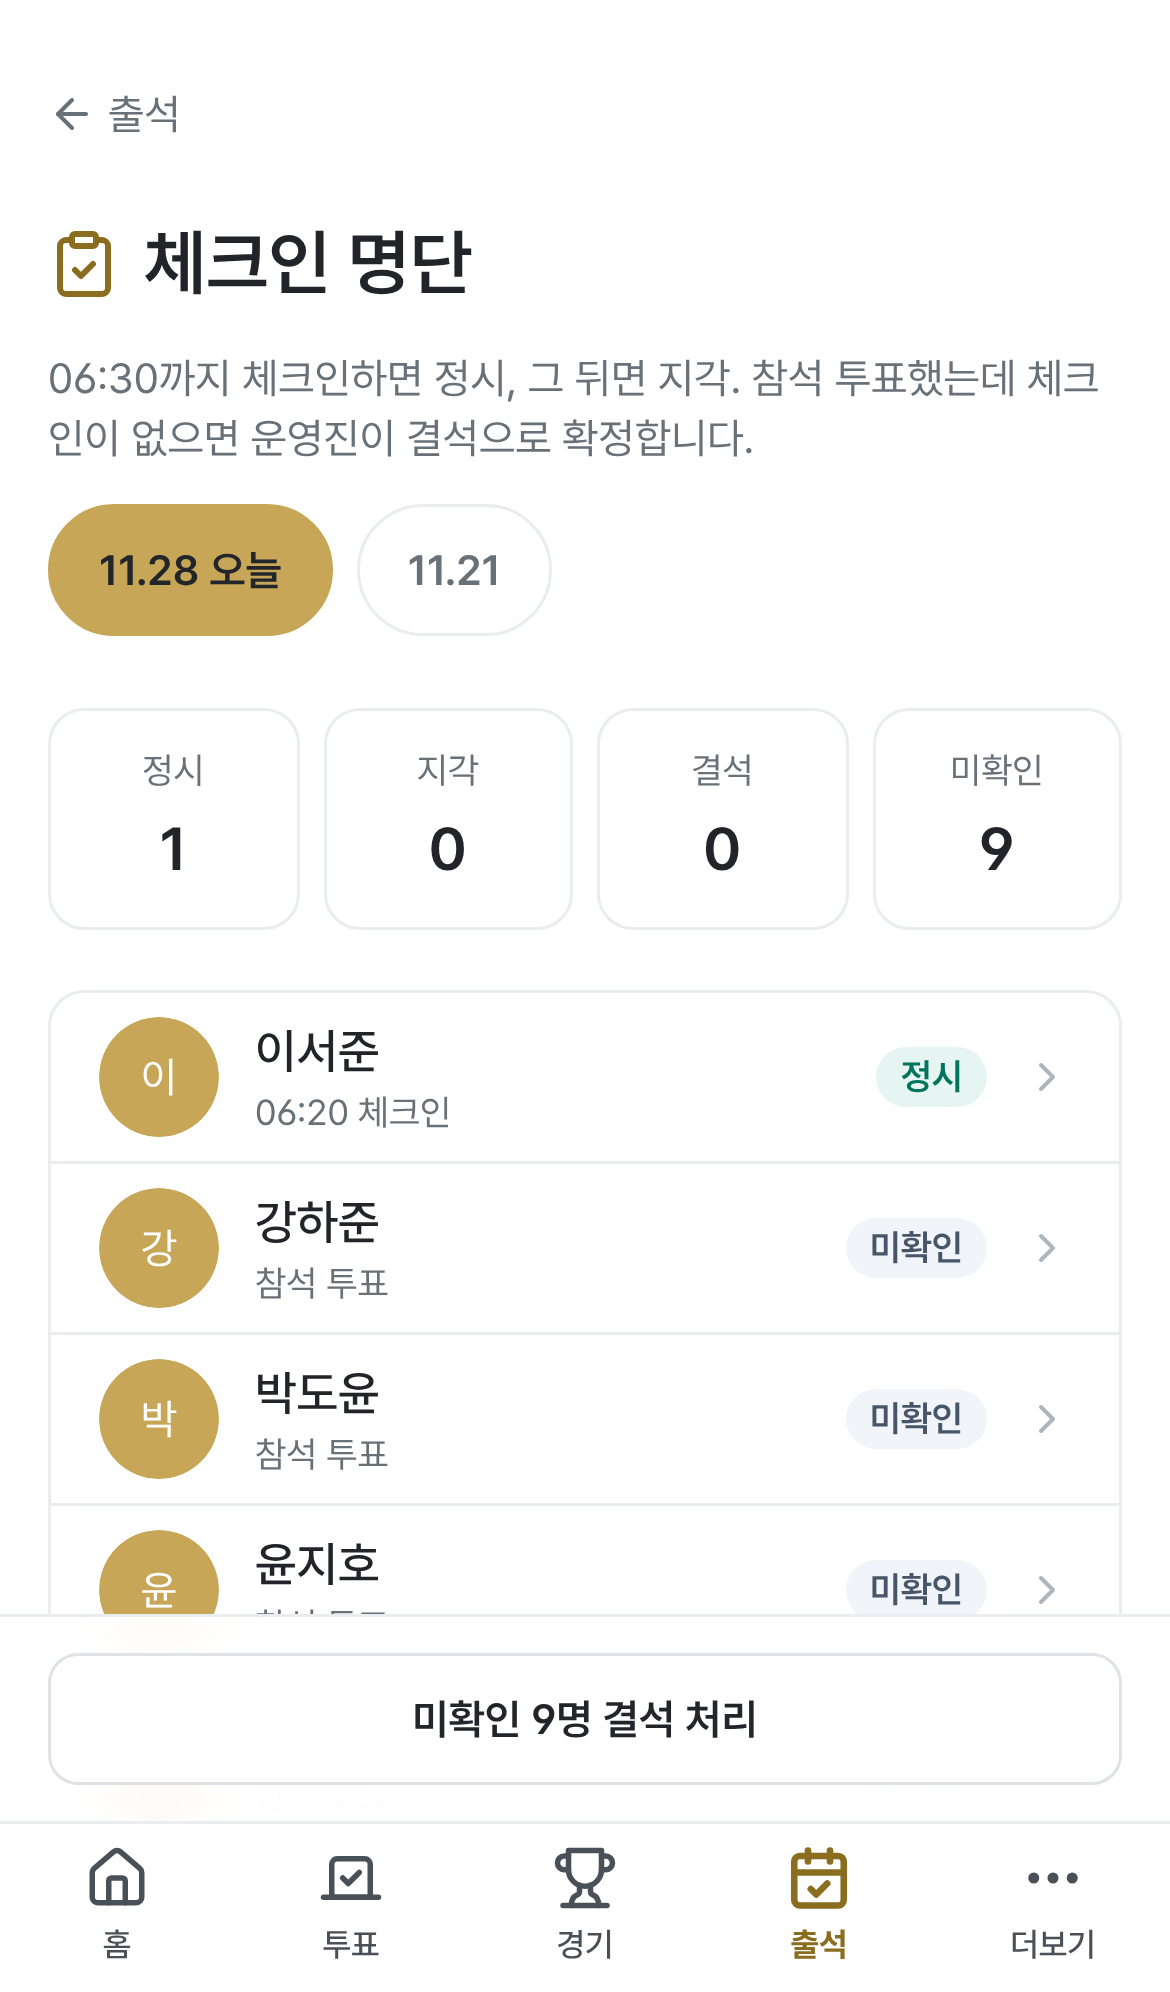 출석
체크인 명단
06:30까지 체크인하면 정시, 그 뒤면 지각. 참석 투표했는데 체크
인이 없으면 운영진이 결석으로 확정합니다.
11.28 오늘
11.21
정시
지각
결석
미확인
1
0
0
9
이
이서준
06:20 체크인
정시
강
강하준
참석 투표
미확인
박
박도윤
참석 투표
미확인
윤
윤지호
미확인
미확인 9명 결석 처리
홈
투표
경기
출석
더보기